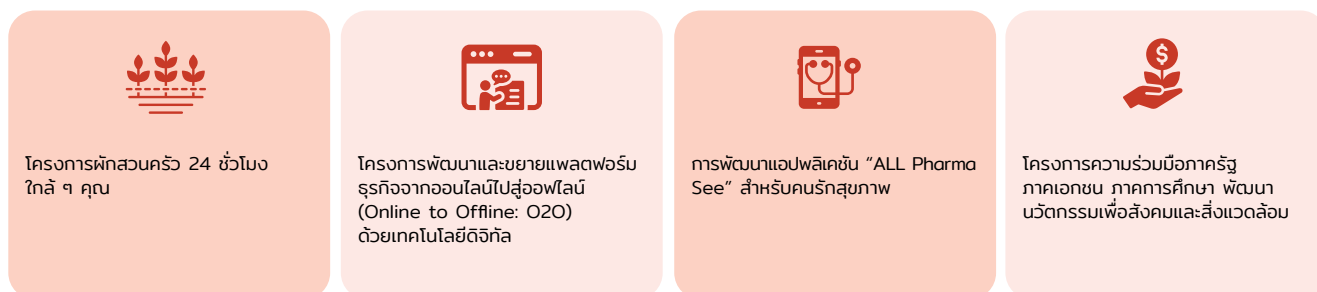 โครงการผักสวนครัว 24 ชั่วโมง
ใกล้ ๆ คุณ
โครงการพัฒนาและขยายแพลตฟอร์ม
ธุรกิจจากออนไลน์ไปสู่ออฟไลน์
(Online to Offline: O2O)
ด้วยเทคโนโลยีดิจิทัล
การพัฒนาแอปพลิเคชัน “ALL Pharma
See” สำหรับคนรักสุขภาพ
โครงการความร่วมมือภาครัฐ
ภาคเอกชน ภาคการศึกษา พัฒนา
นวัตกรรมเพื่อสังคมและสิ่งแวดล้อม